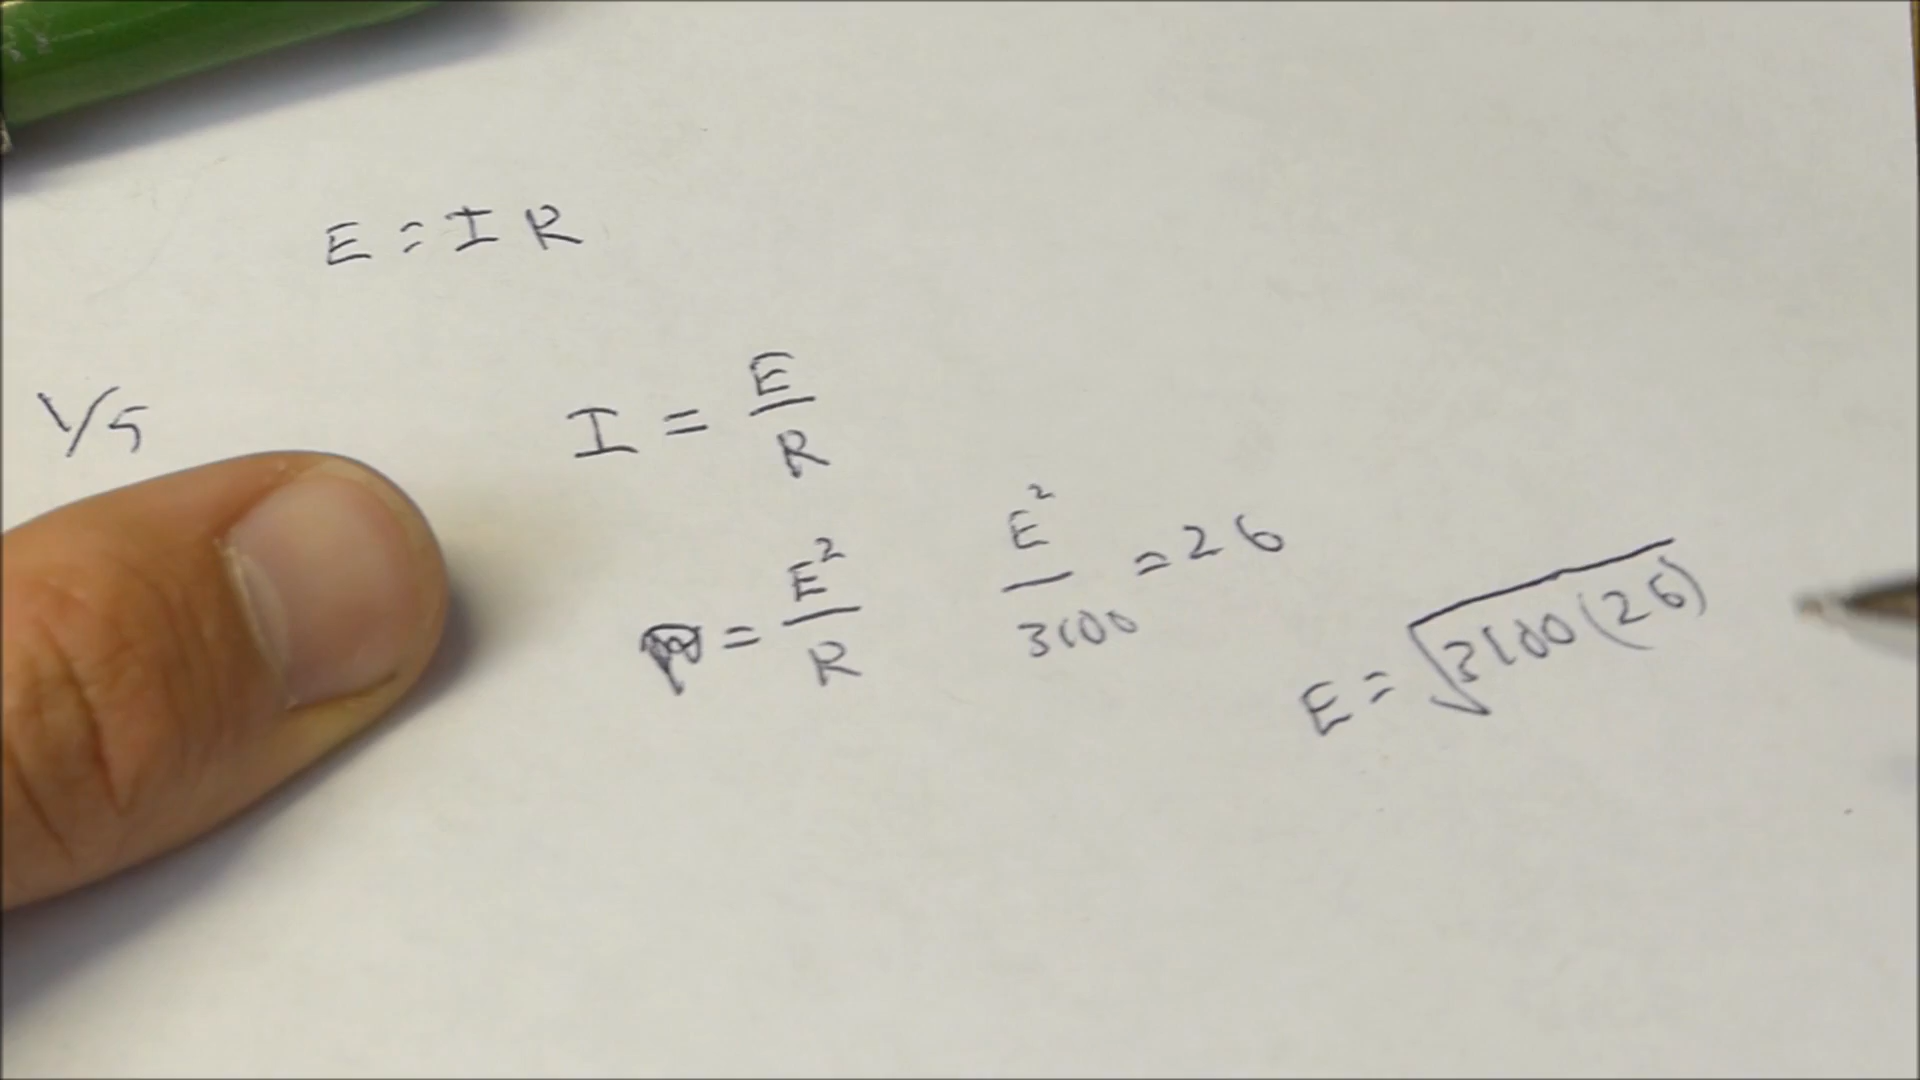 E = I R
1/5
I = E/R
P = E²/R
E²/3100 = 26
E = √3100(26)